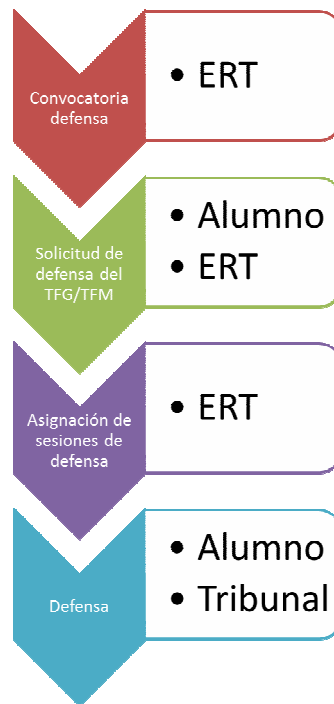 Convocatoria
defensa
• ERT
Solicitud de
defensa del
TFG/TFM
• Alumno
• ERT
Asignación de
sesiones de
defensa
• ERT
Defensa
• Alumno
• Tribunal